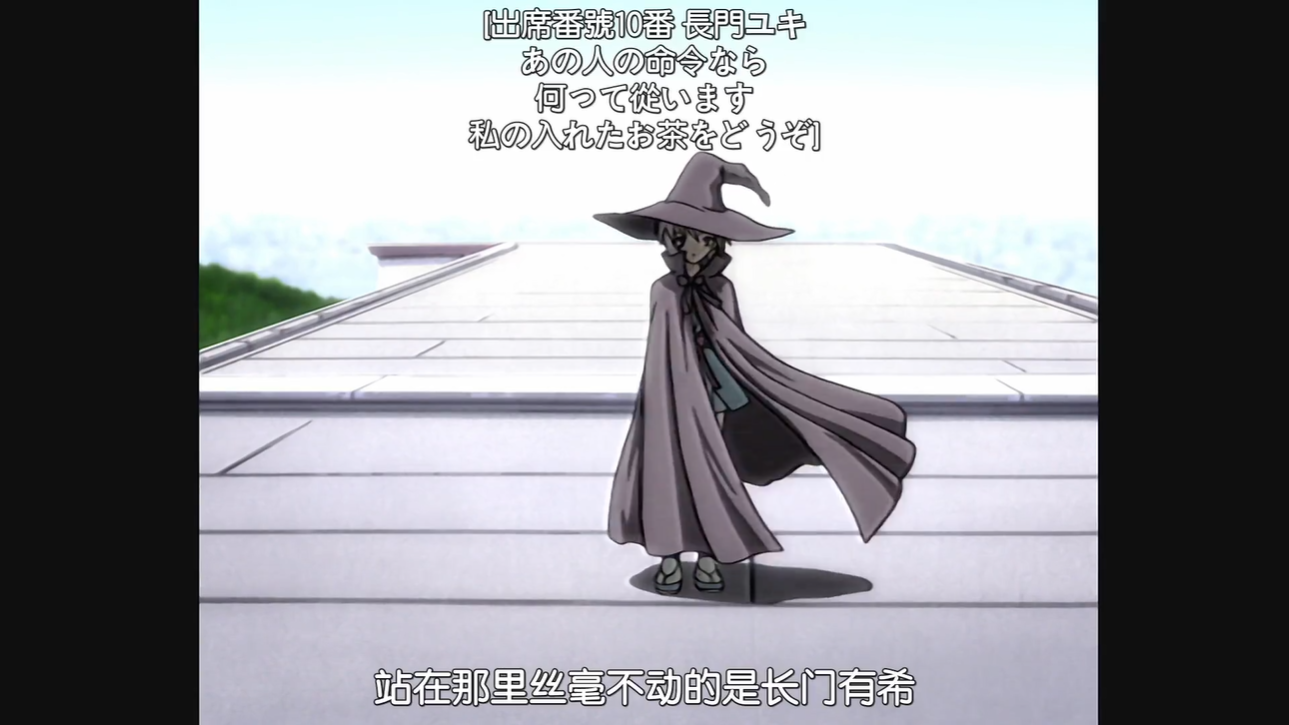 [出席番號10番 長門ユキ
あの人の命令なら
何って從います
私の入れたお茶をどうぞ]
站在那里丝毫不动的是长门有希